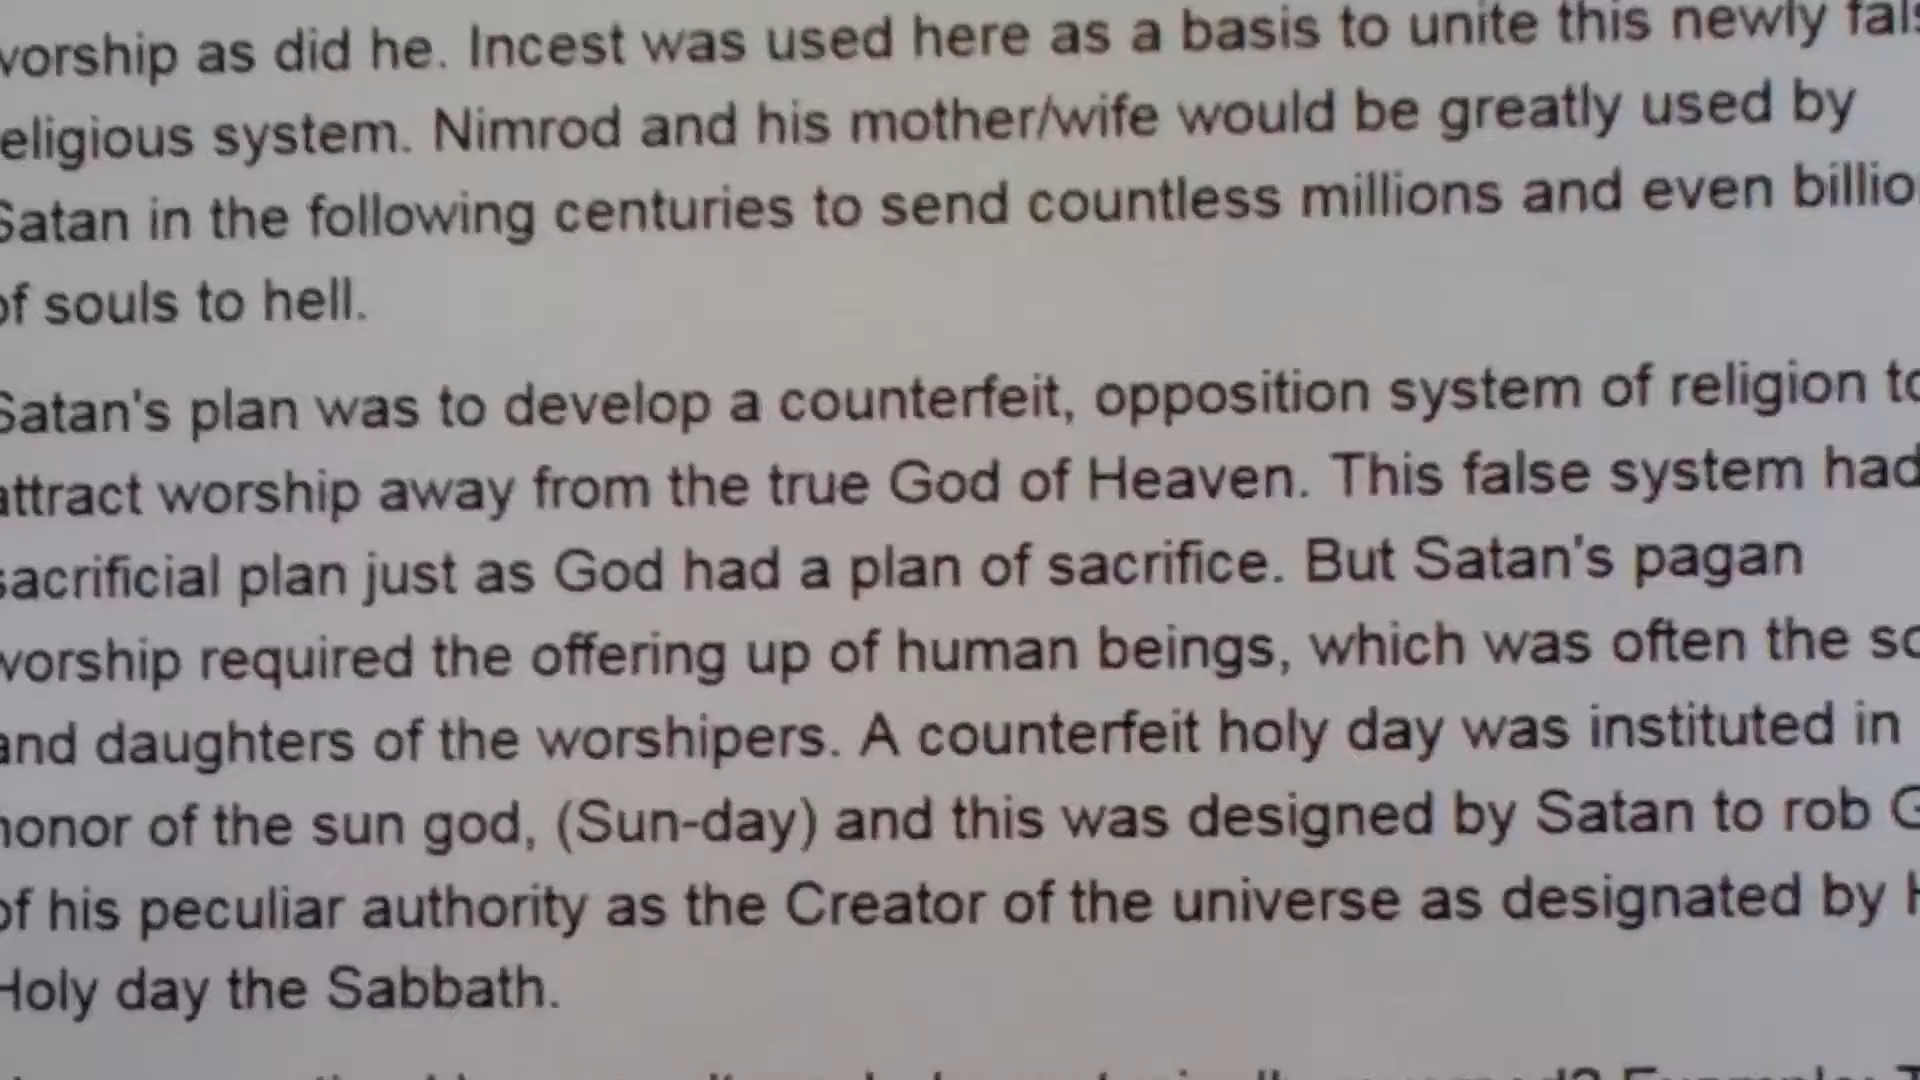 worship as did he. Incest was used here as a basis to unite this newly
religious system. Nimrod and his mother/wife would be greatly used by
Satan in the following centuries to send countless millions and even
of souls to hell.
Satan's plan was to develop a counterfeit, opposition system of religion to
attract worship away from the true God of Heaven. This false system had
sacrificial plan just as God had a plan of sacrifice. But Satan's pagan
worship required the offering up of human beings, which was often the
and daughters of the worshipers. A counterfeit holy day was instituted in
honor of the sun god, (Sun-day) and this was designed by Satan to rob
of his peculiar authority as the Creator of the universe as designated by
Holy day the Sabbath.